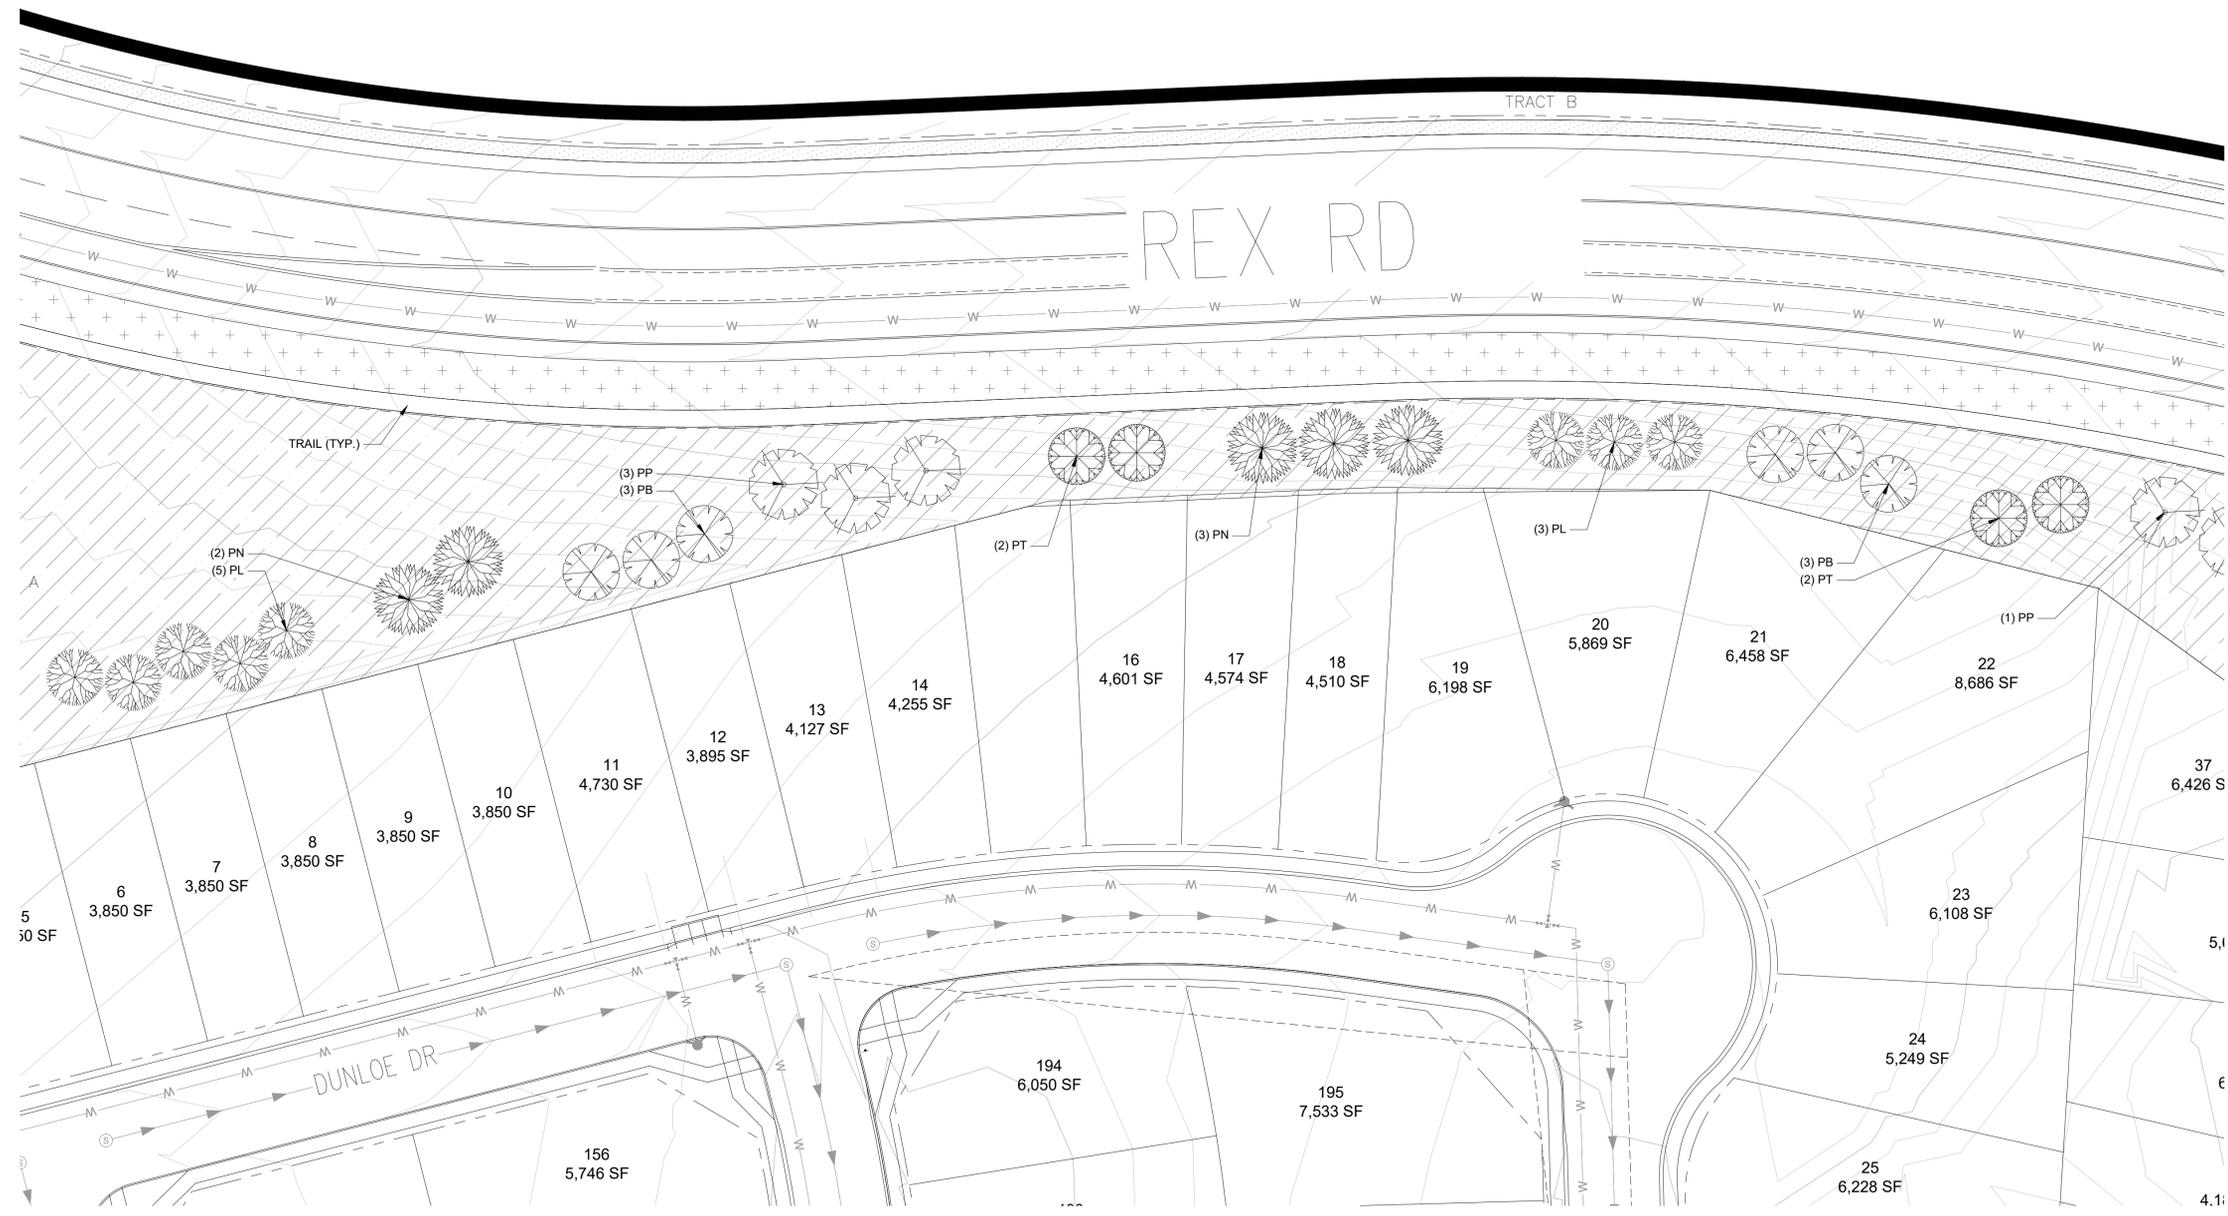 TRACT B
REX RD
W W W W W W W W W W W W W W W W W W W W W W W W W W W
TRAIL (TYP.)
(3) PP
(3) PB
(2) PN
(5) PL
(2) PT
(3) PN
(3) PL
(3) PB
(2) PT
(1) PP
A
20
5,869 SF
21
6,458 SF
16
4,601 SF
17
4,574 SF
18
4,510 SF
19
6,198 SF
22
8,686 SF
14
4,255 SF
13
4,127 SF
12
3,895 SF
11
4,730 SF
10
3,850 SF
9
3,850 SF
8
3,850 SF
7
3,850 SF
6
3,850 SF
5
50 SF
37
6,426 S
23
6,108 SF
24
5,249 SF
25
6,228 SF
DUNLOE DR
S
S
S
S
194
6,050 SF
195
7,533 SF
156
5,746 SF